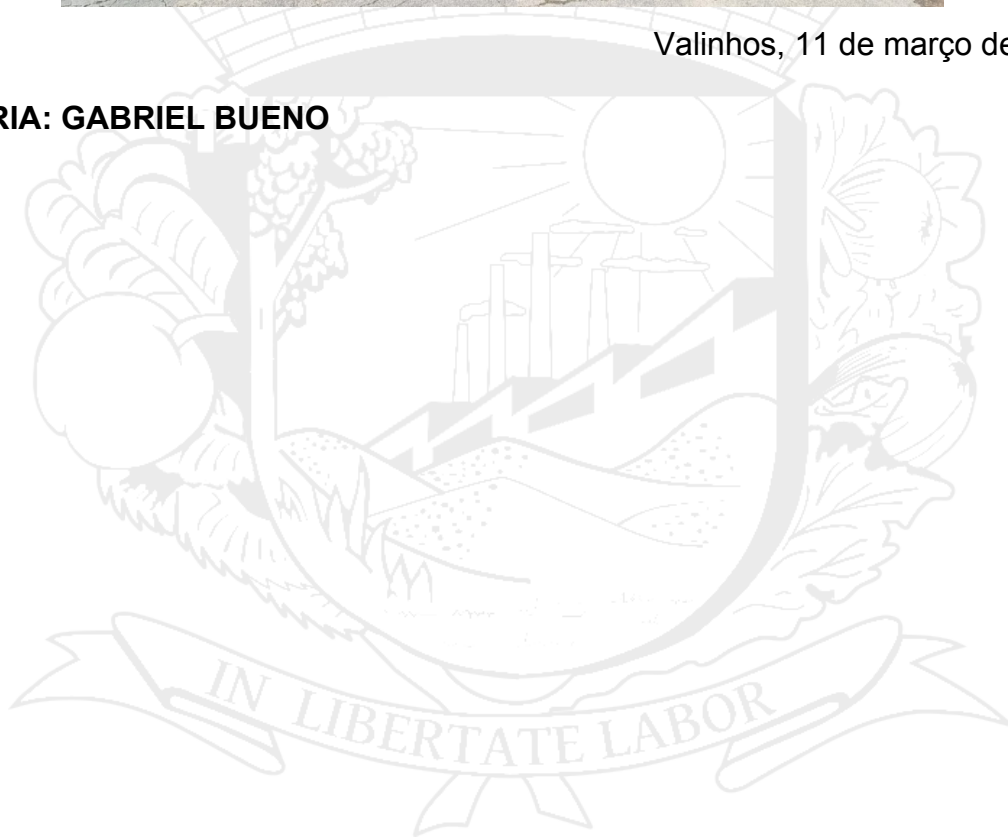 Valinhos, 11 de março de
RIA: GABRIEL BUENO
IN LIBERTATE LABOR